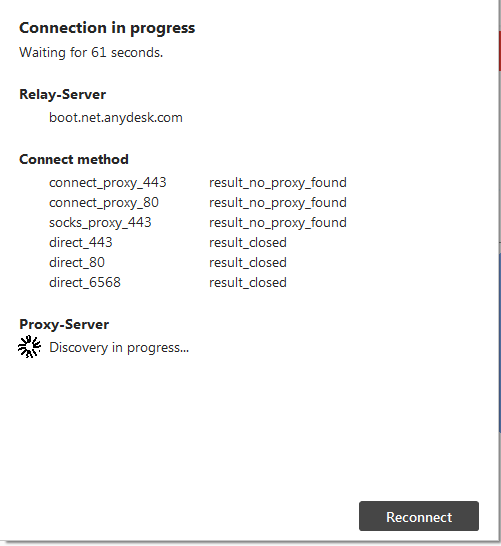 Connection in progress
Waiting for 61 seconds.
Relay-Server
boot.net.anydesk.com
Connect method
connect_proxy_443 result_no_proxy_found
connect_proxy_80 result_no_proxy_found
socks_proxy_443 result_no_proxy_found
direct_443 result_closed
direct_80 result_closed
direct_6568 result_closed
Proxy-Server
Discovery in progress...
Reconnect